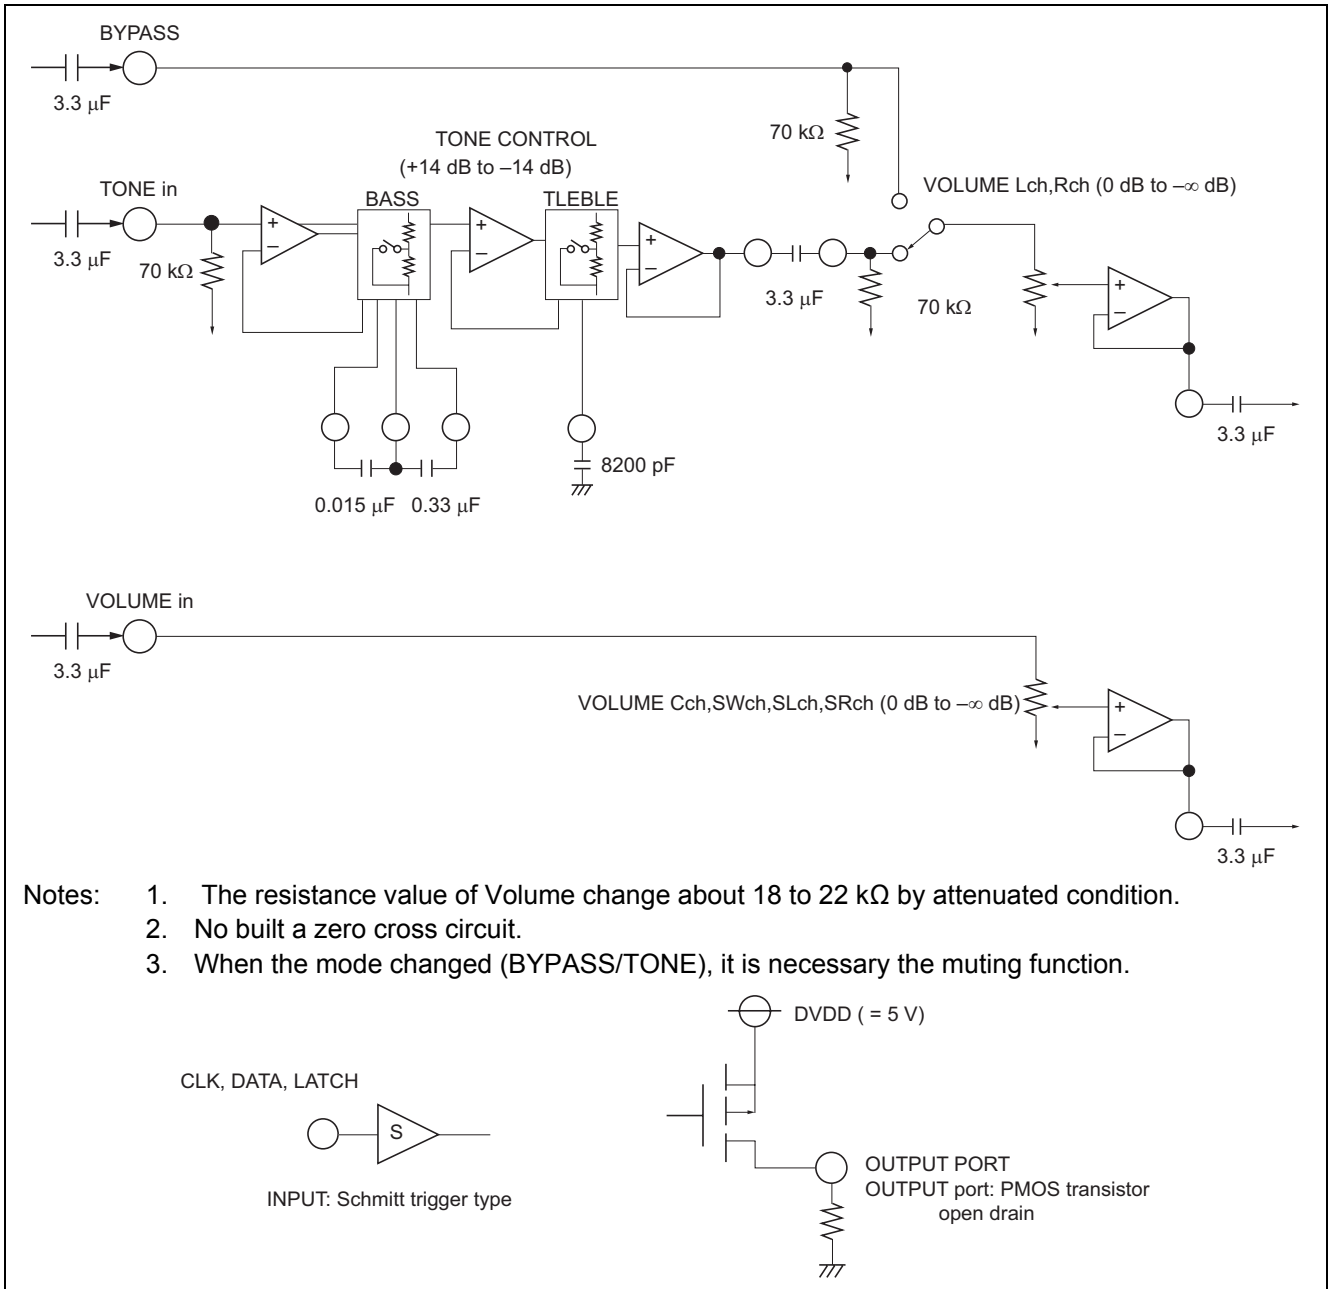 BYPASS
3.3 μF
70 kΩ
TONE CONTROL
(+14 dB to –14 dB)
TONE in
BASS
TLEBLE
VOLUME Lch,Rch (0 dB to –∞ dB)
+
–
+
–
+
–
3.3 μF
70 kΩ
3.3 μF
70 kΩ
+
–
3.3 μF
8200 pF
0.015 μF
0.33 μF
VOLUME in
3.3 μF
VOLUME Cch,SWch,SLch,SRch (0 dB to –∞ dB)
+
–
3.3 μF
Notes: 1. The resistance value of Volume change about 18 to 22 kΩ by attenuated condition.
2. No built a zero cross circuit.
3. When the mode changed (BYPASS/TONE), it is necessary the muting function.
DVDD ( = 5 V)
CLK, DATA, LATCH
S
INPUT: Schmitt trigger type
OUTPUT PORT
OUTPUT port: PMOS transistor
open drain